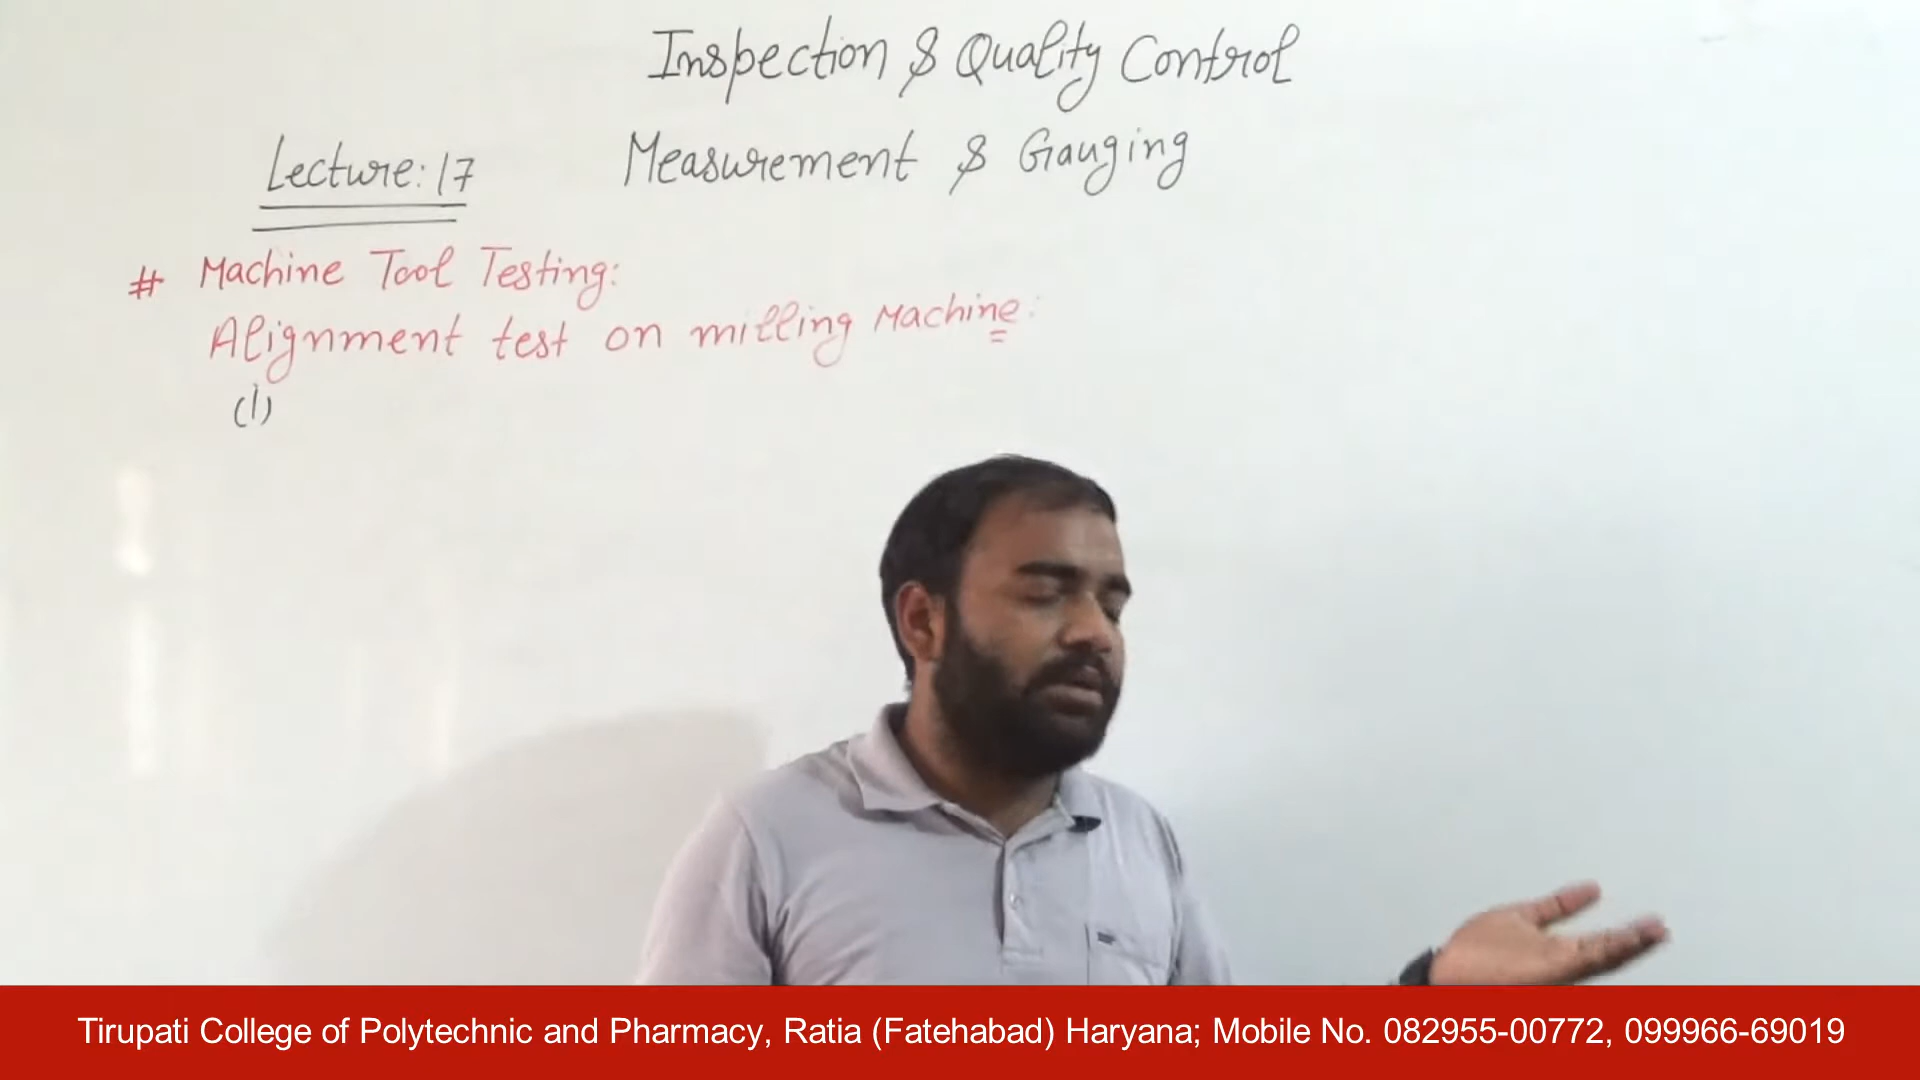 Inspection & Quality Control
Lecture: 17 Measurement & Gauging
# Machine Tool Testing:
Alignment test on milling Machine:
(1)
Tirupati College of Polytechnic and Pharmacy, Ratia (Fatehabad) Haryana; Mobile No. 082955-00772, 099966-69019